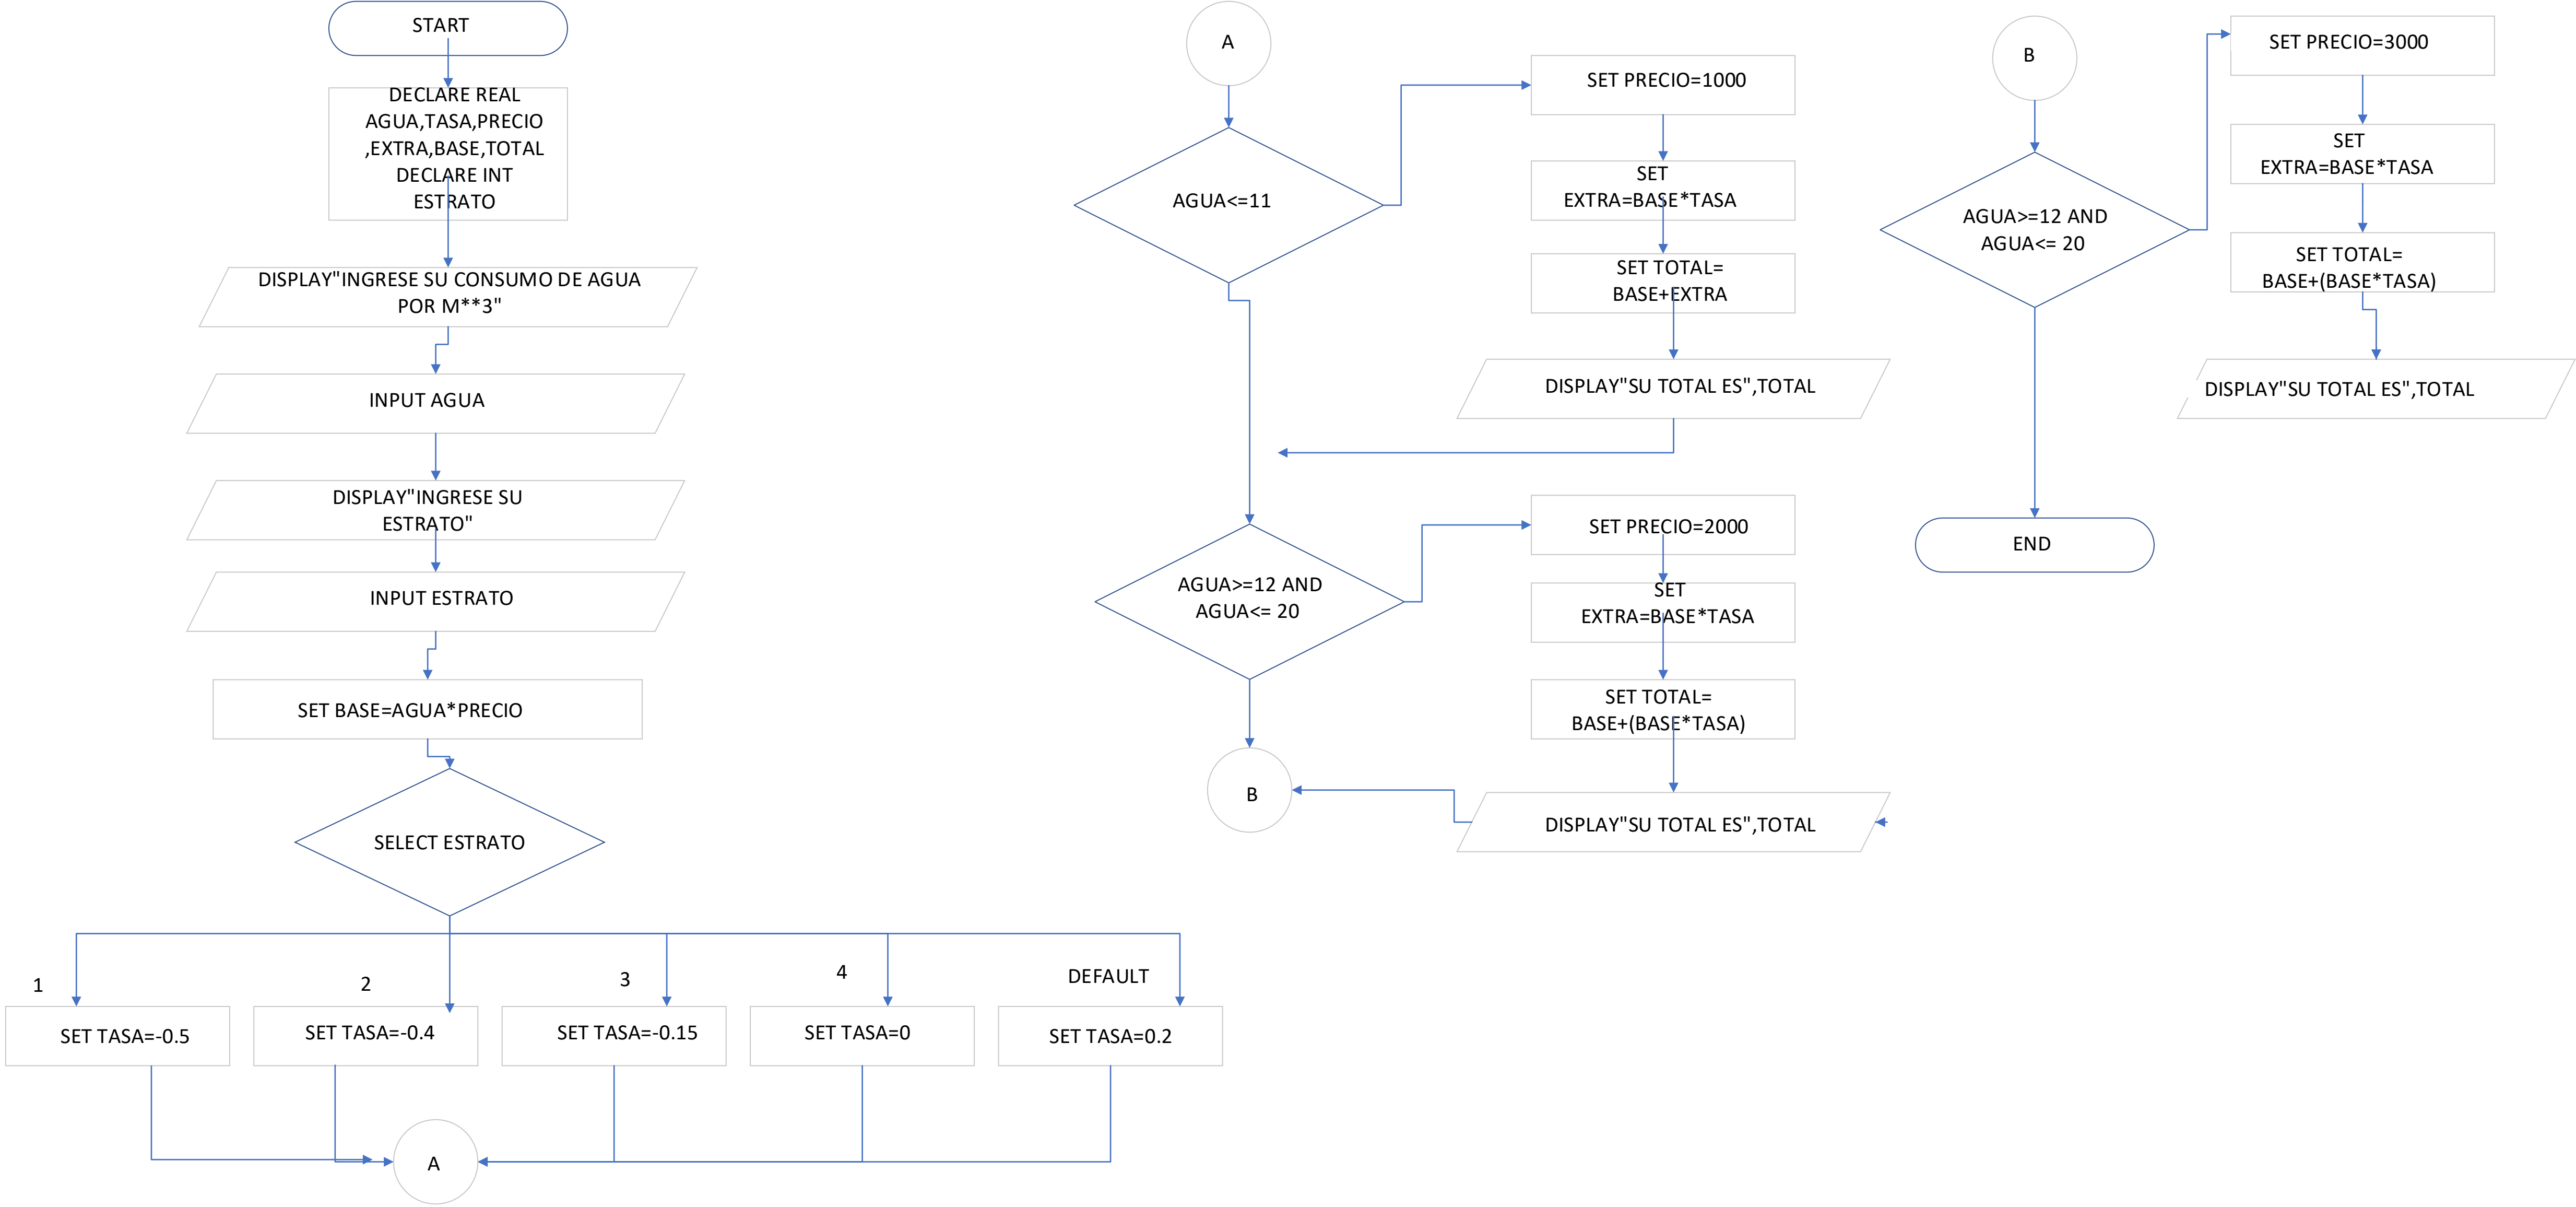 START
DECLARE REAL
AGUA,TASA,PRECIO
,EXTRA,BASE,TOTAL
DECLARE INT
ESTRATO
DISPLAY"INGRESE SU CONSUMO DE AGUA
POR M**3"
INPUT AGUA
DISPLAY"INGRESE SU
ESTRATO"
INPUT ESTRATO
SET BASE=AGUA*PRECIO
SELECT ESTRATO
1
2
3
4
DEFAULT
SET TASA=-0.5
SET TASA=-0.4
SET TASA=-0.15
SET TASA=0
SET TASA=0.2
A
A
AGUA<=11
SET PRECIO=1000
SET
EXTRA=BASE*TASA
SET TOTAL=
BASE+EXTRA
DISPLAY"SU TOTAL ES",TOTAL
AGUA>=12 AND
AGUA<= 20
SET PRECIO=2000
SET
EXTRA=BASE*TASA
SET TOTAL=
BASE+(BASE*TASA)
DISPLAY"SU TOTAL ES",TOTAL
B
B
AGUA>=12 AND
AGUA<= 20
SET PRECIO=3000
SET
EXTRA=BASE*TASA
SET TOTAL=
BASE+(BASE*TASA)
DISPLAY"SU TOTAL ES",TOTAL
END